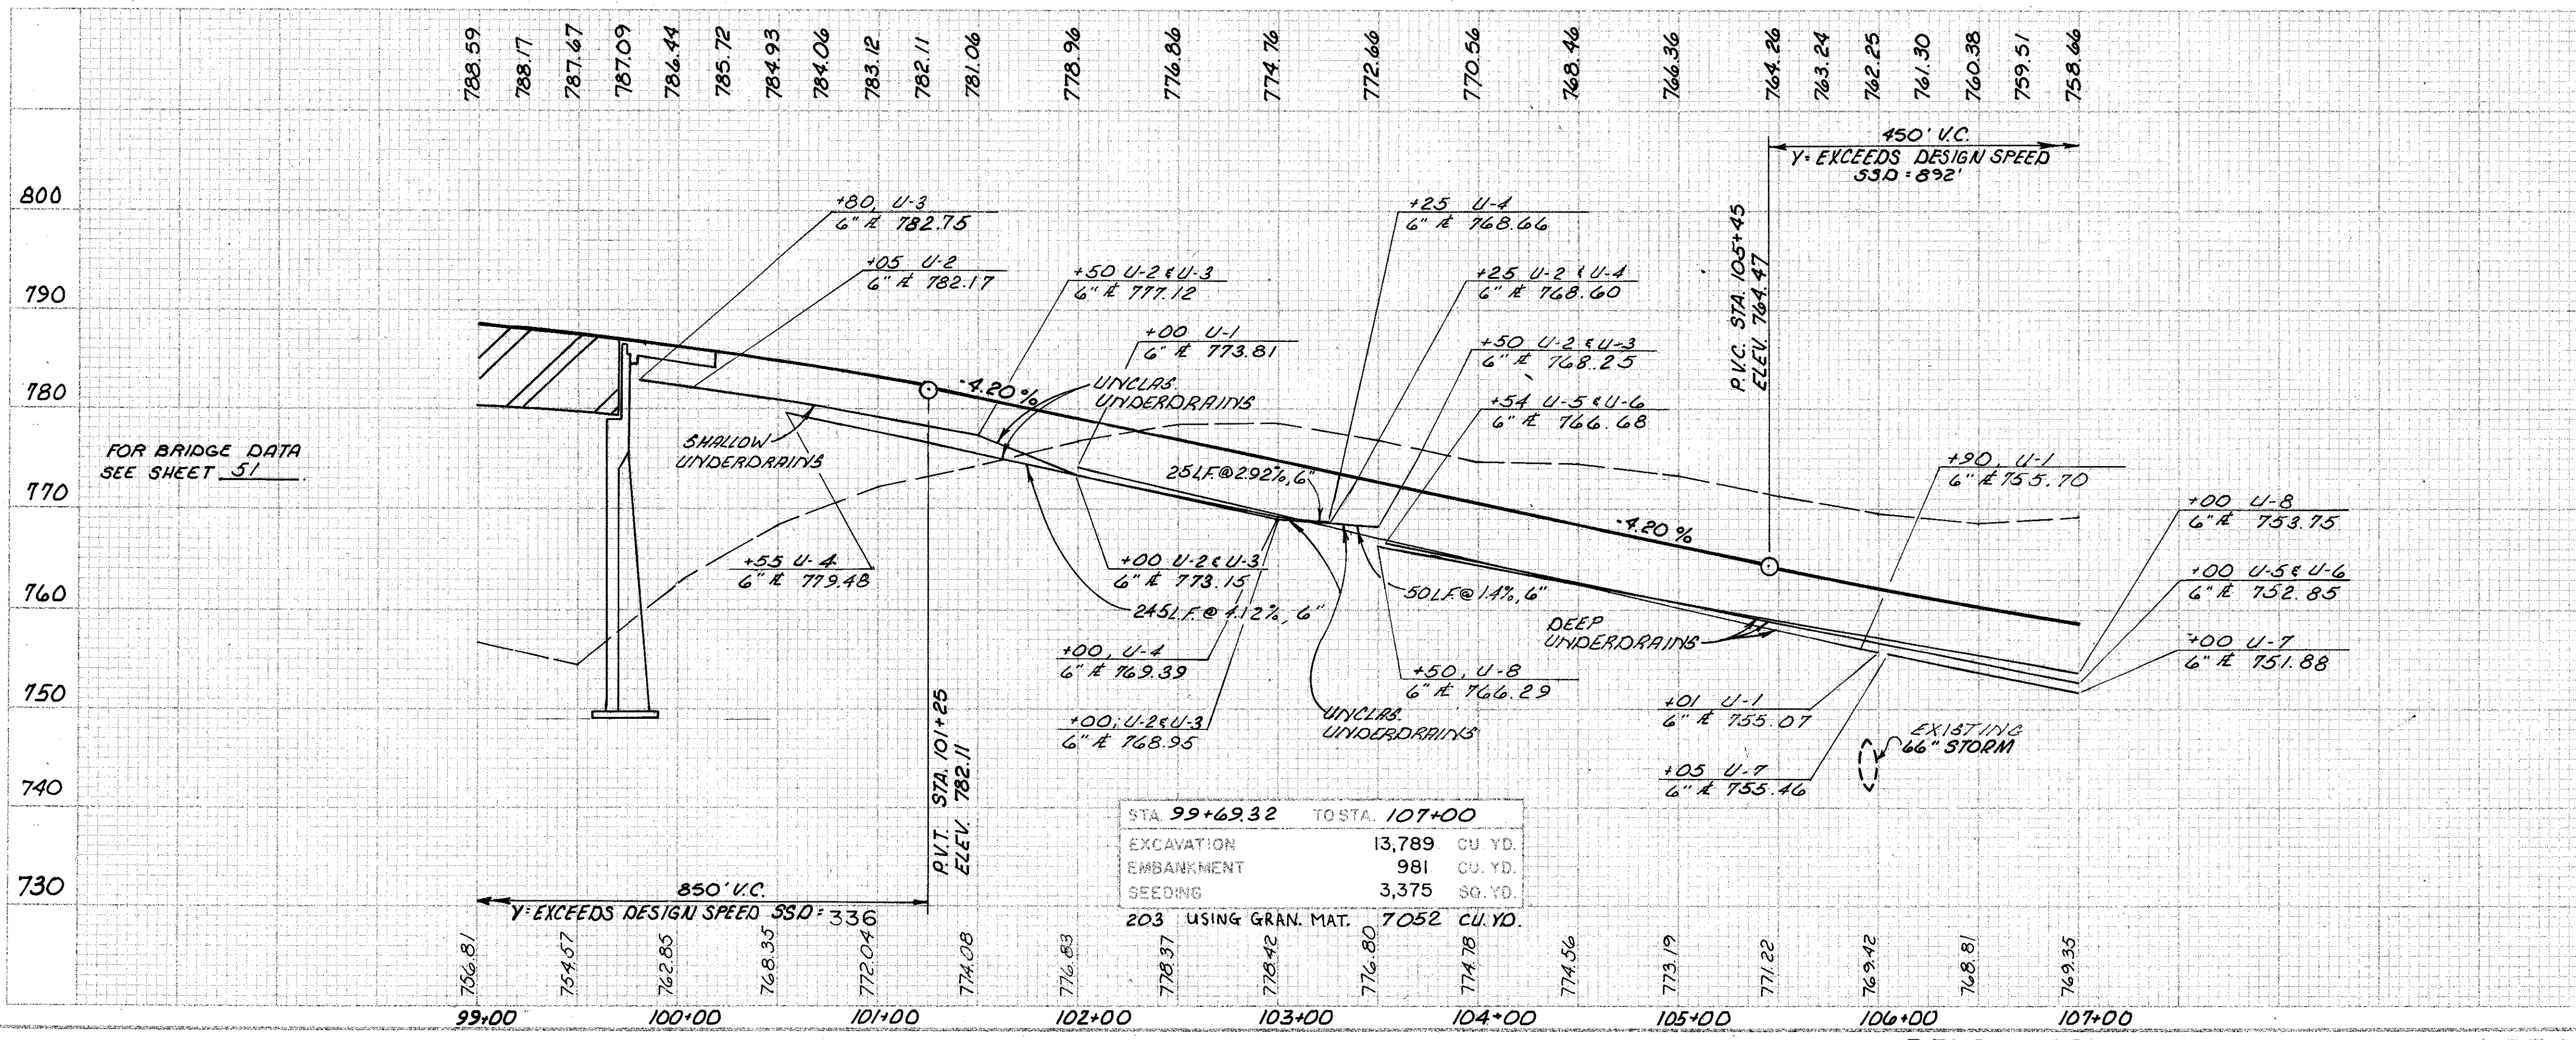 788.59 788.17 787.67 787.09 786.44 785.72 784.93 784.06 783.12 782.11 781.06 778.96 776.86 774.76 772.66 770.56 768.46 766.36 764.26 763.24 762.25 761.30 760.38 759.51 758.66
450' V.C.
Y= EXCEEDS DESIGN SPEED
SSD = 892'
800
790
780
770
760
750
740
730
+80, U-3
6" ⅊ 782.75
+05 U-2
6" ⅊ 782.17
+50 U-2 & U-3
6" ⅊ 777.12
+00 U-1
6" ⅊ 773.81
+25 U-4
6" ⅊ 768.66
+25 U-2 & U-4
6" ⅊ 768.60
+50 U-2 & U-3
6" ⅊ 768.25
+54 U-5 & U-6
6" ⅊ 766.68
P.V.C. STA. 105+45
ELEV. 764.47
-4.20 %
UNCLAS.
UNDERDRAINS
SHALLOW
UNDERDRAINS
FOR BRIDGE DATA
SEE SHEET 51
25 L.F. @ 2.92%, 6"
-4.20 %
+90, U-1
6" ⅊ 755.70
+00 U-8
6" ⅊ 753.75
+00 U-5 & U-6
6" ⅊ 752.85
+00 U-7
6" ⅊ 751.88
+55 U-4
6" ⅊ 779.48
+00 U-2 & U-3
6" ⅊ 773.15
245 L.F. @ 4.12%, 6"
50 L.F. @ 1.4%, 6"
DEEP
UNDERDRAINS
+00, U-4
6" ⅊ 769.39
+00, U-2 & U-3
6" ⅊ 768.95
+50, U-8
6" ⅊ 766.29
UNCLAS.
UNDERDRAINS
+01 U-1
6" ⅊ 755.07
+05 U-7
6" ⅊ 755.46
EXISTING
66" STORM
P.V.T. STA. 101+25
ELEV. 782.11
STA. 99+69.32 TO STA. 107+00
EXCAVATION 13,789 CU. YD.
EMBANKMENT 981 CU. YD.
SEEDING 3,375 SQ. YD.
203 USING GRAN. MAT. 7052 CU. YD.
850' V.C.
Y= EXCEEDS DESIGN SPEED SSD= 336
756.81 754.57 762.85 768.35 772.04 774.08 776.83 778.37 778.42 776.80 774.78 774.56 773.19 771.22 769.42 768.81 769.35
99+00 100+00 101+00 102+00 103+00 104+00 105+00 106+00 107+00